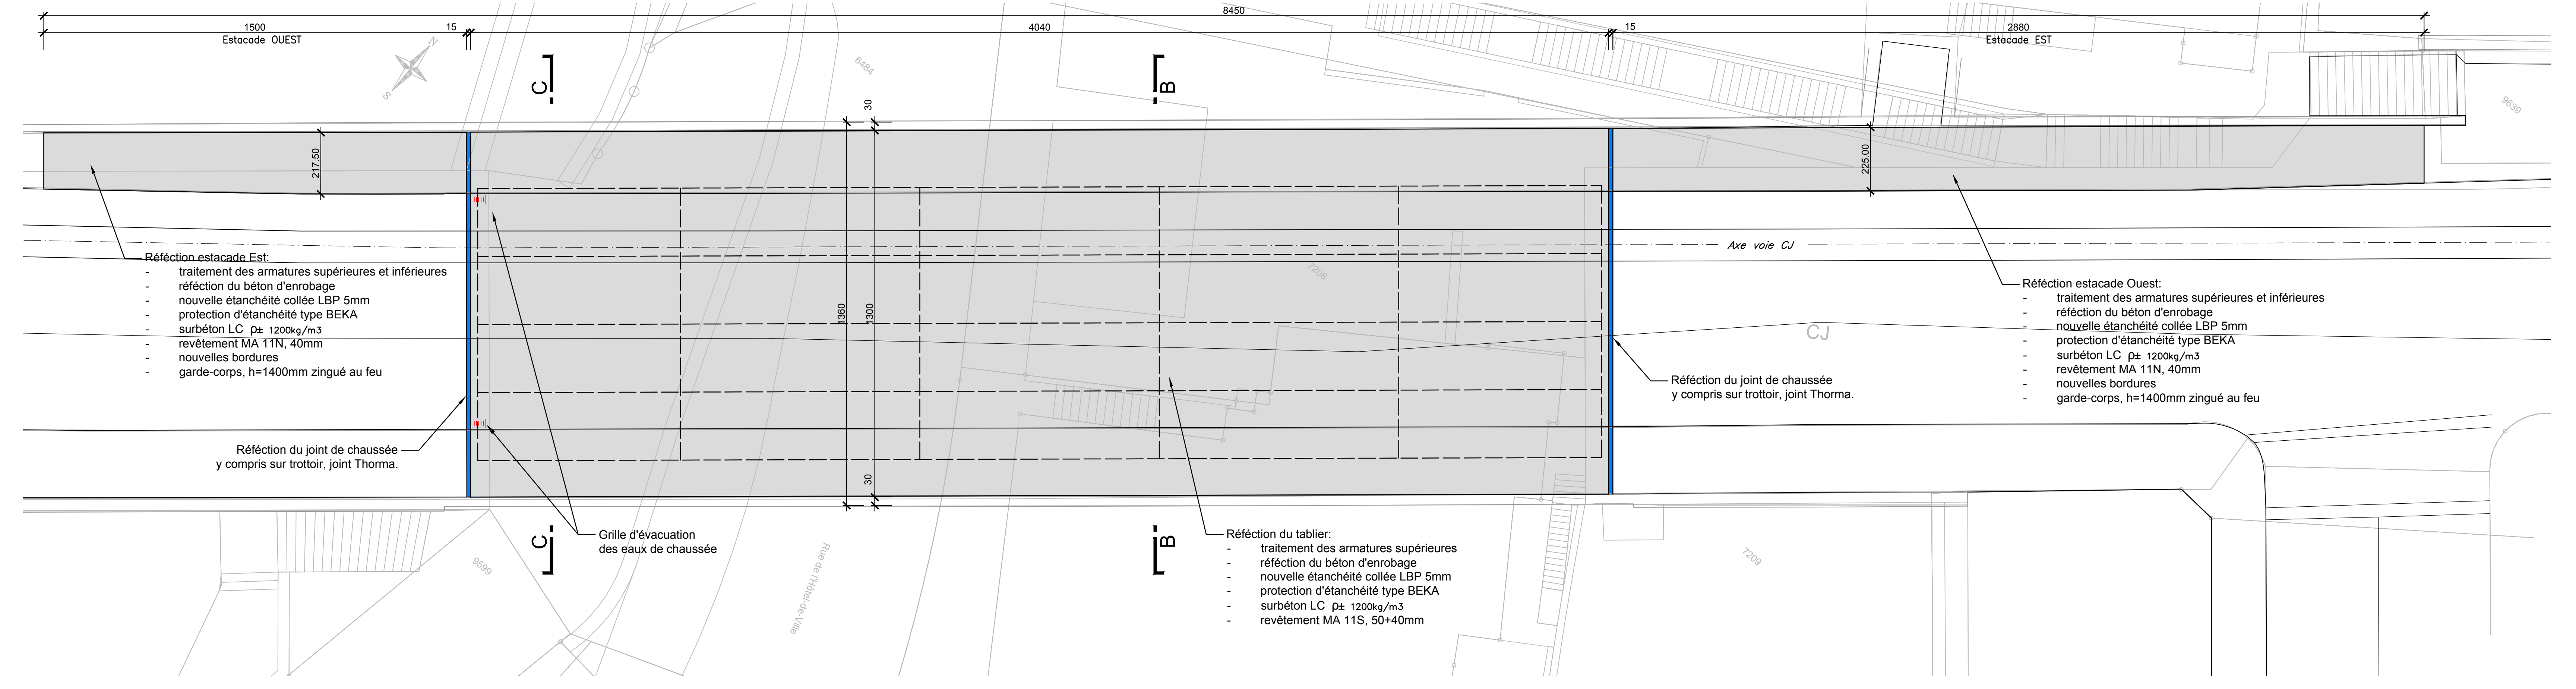 8450
1500
15
4040
15
2880
Estacade OUEST
Estacade EST
N
S
C
B
6484
9639
30
217.50
225.00
Axe voie CJ
7208
1360
1300
CJ
Réféction estacade Est:
- traitement des armatures supérieures et inférieures
- réféction du béton d'enrobage
- nouvelle étanchéité collée LBP 5mm
- protection d'étanchéité type BEKA
- surbéton LC ρ± 1200kg/m3
- revêtement MA 11N, 40mm
- nouvelles bordures
- garde-corps, h=1400mm zingué au feu
Réféction estacade Ouest:
- traitement des armatures supérieures et inférieures
- réféction du béton d'enrobage
- nouvelle étanchéité collée LBP 5mm
- protection d'étanchéité type BEKA
- surbéton LC ρ± 1200kg/m3
- revêtement MA 11N, 40mm
- nouvelles bordures
- garde-corps, h=1400mm zingué au feu
Réféction du joint de chaussée
y compris sur trottoir, joint Thorma.
Réféction du joint de chaussée
y compris sur trottoir, joint Thorma.
30
C
B
Grille d'évacuation
des eaux de chaussée
9599
Rue de l'Hôtel-de-Ville
7209
Réféction du tablier:
- traitement des armatures supérieures
- réféction du béton d'enrobage
- nouvelle étanchéité collée LBP 5mm
- protection d'étanchéité type BEKA
- surbéton LC ρ± 1200kg/m3
- revêtement MA 11S, 50+40mm